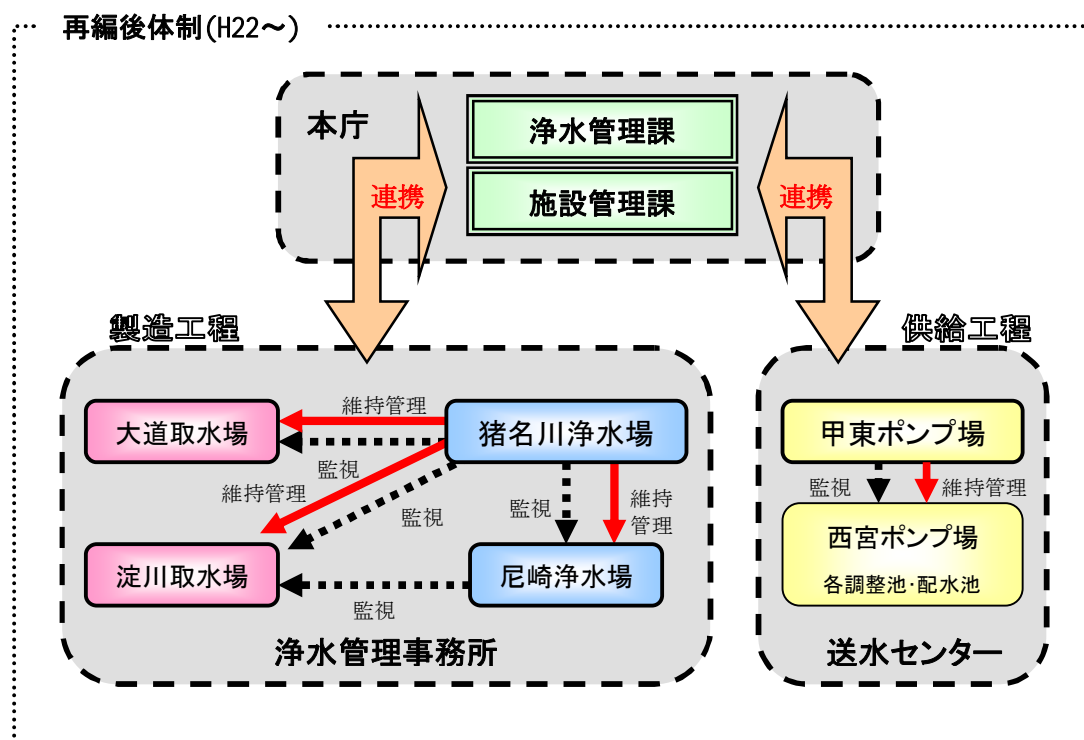 再編後体制(H22～)
本庁
浄水管理課
施設管理課
連携
連携
製造工程
供給工程
大道取水場
維持管理
猪名川浄水場
監視
維持管理
監視
監視
維持
管理
淀川取水場
尼崎浄水場
監視
浄水管理事務所
甲東ポンプ場
監視
維持管理
西宮ポンプ場
各調整池・配水池
送水センター